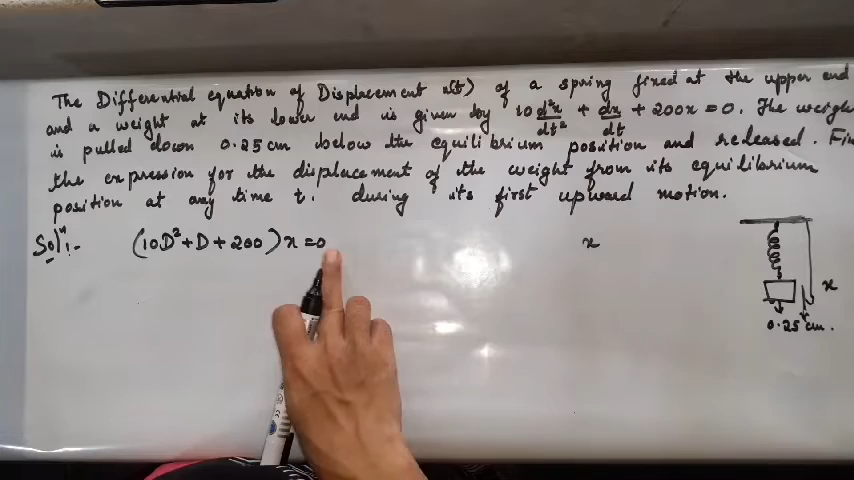 The Differential equation of Displacement x(t) of a spring fixed at the upper end
and a weight at its lower end is given by 10 d²x/dt² + dx/dt + 200x = 0. The weight
is pulled down 0.25 cm below the equilibrium position and released. Fin
the expression for the displacement of the weight from its equilibrium
position at any time t. during its first upward motion.
Solⁿ:- (10D² + D + 200)x = 0
x
x
0.25 cm.